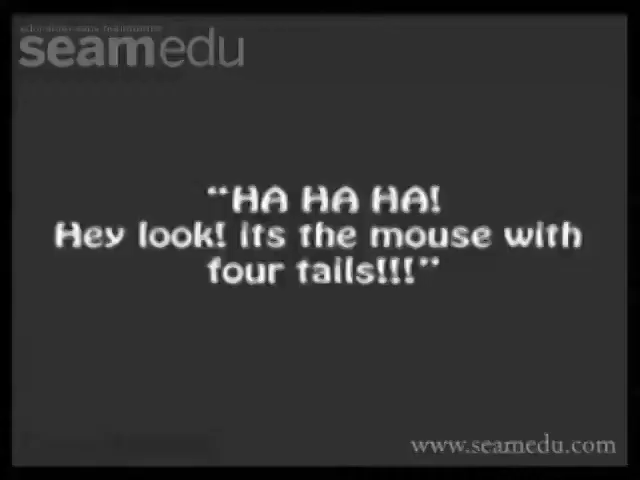 seamedu
“HA HA HA!
Hey look! its the mouse with
four tails!!!”
www.seamedu.com